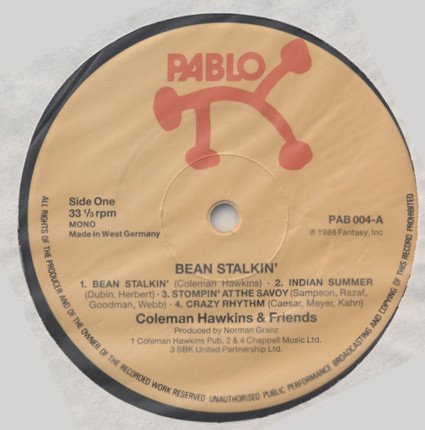 PABLO
Side One
33 ⅓ rpm
MONO
Made in West Germany
PAB 004-A
℗ 1988 Fantasy, Inc
BEAN STALKIN'
1. BEAN STALKIN' (Coleman Hawkins) · 2. INDIAN SUMMER
(Dubin, Herbert) · 3. STOMPIN' AT THE SAVOY (Sampson, Razaf,
Goodman, Webb) · 4. CRAZY RHYTHM (Caesar, Meyer, Kahn)
Coleman Hawkins & Friends
Produced by Norman Granz
1 Coleman Hawkins Pub. 2 & 4 Chappell Music Ltd.
3 SBK United Partnership Ltd.
ALL RIGHTS OF THE PRODUCER AND OF THE OWNER OF THE RECORDED WORK RESERVED UNAUTHORISED PUBLIC PERFORMANCE BROADCASTING AND COPYING OF THIS RECORD PROHIBITED